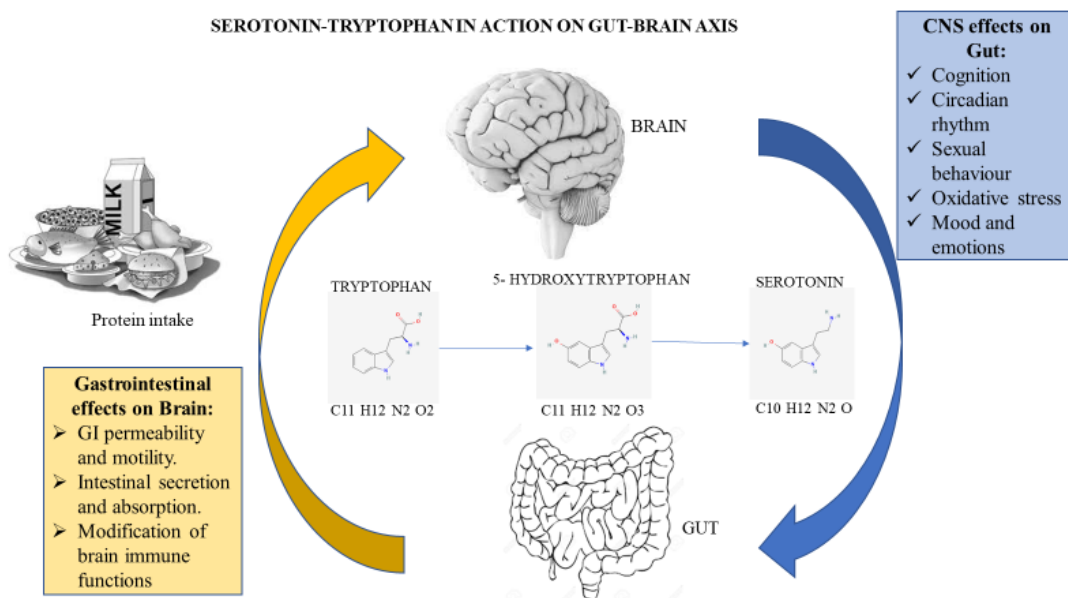 SEROTONIN-TRYPTOPHAN IN ACTION ON GUT-BRAIN AXIS
CNS effects on
Gut:
✓ Cognition
✓ Circadian
rhythm
✓ Sexual
behaviour
✓ Oxidative stress
✓ Mood and
emotions
BRAIN
MILK
Protein intake
TRYPTOPHAN
5- HYDROXYTRYPTOPHAN
SEROTONIN
C11 H12 N2 O2
C11 H12 N2 O3
C10 H12 N2 O
Gastrointestinal
effects on Brain:
➢ GI permeability
and motility.
➢ Intestinal secretion
and absorption.
➢ Modification of
brain immune
functions
GUT